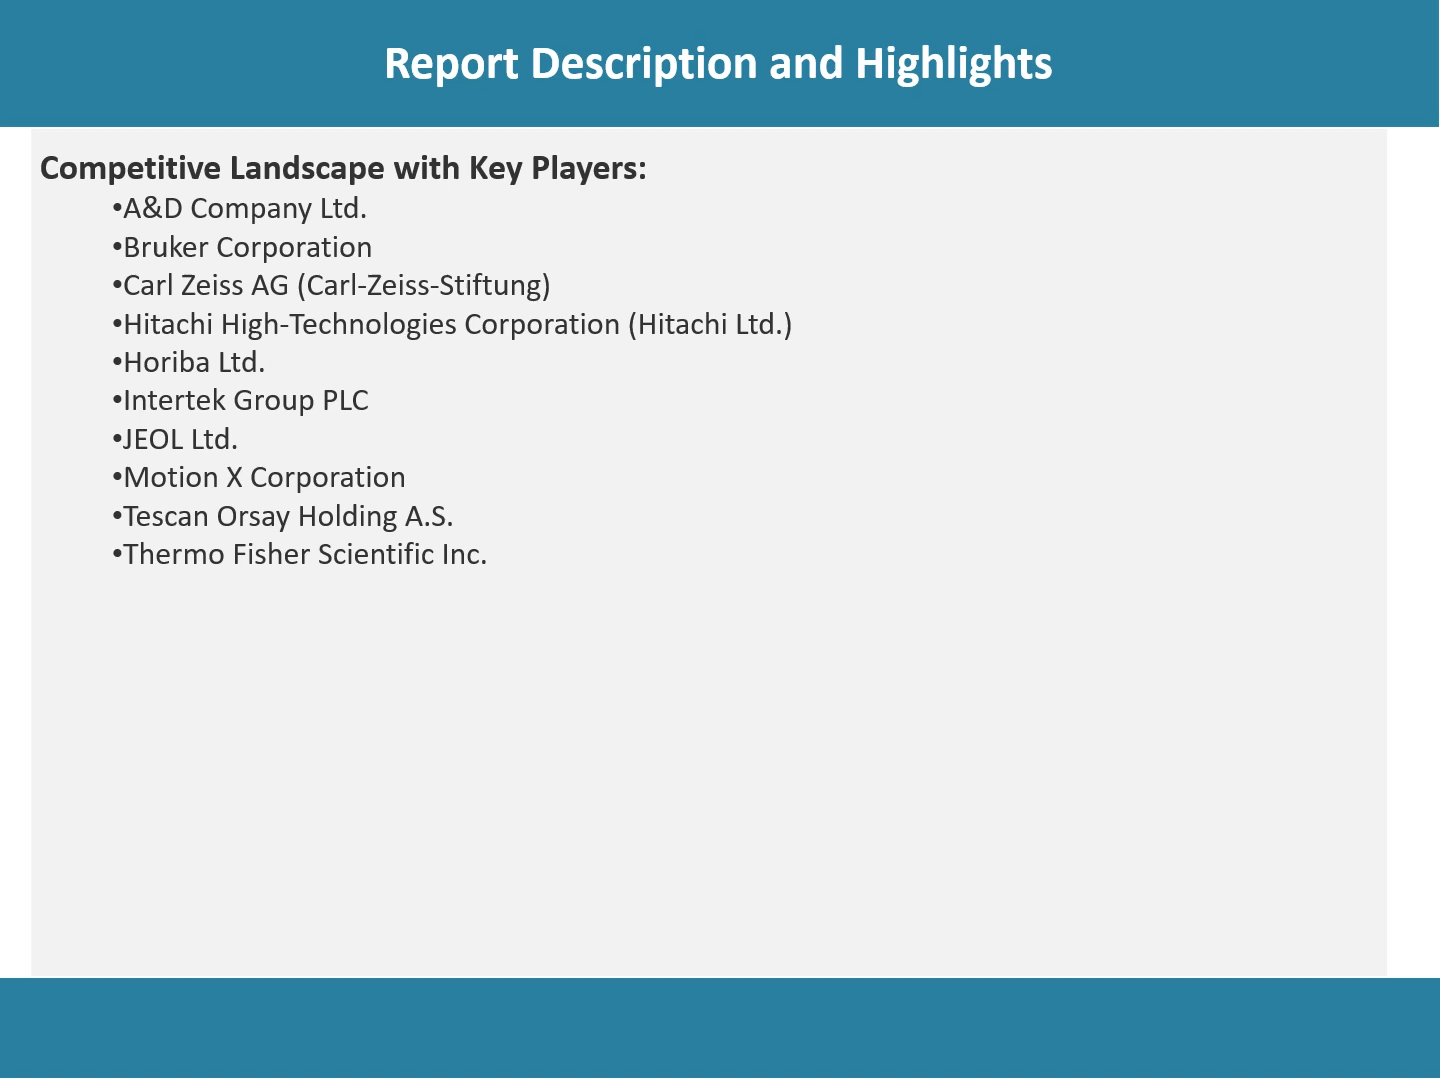 Report Description and Highlights
Competitive Landscape with Key Players:
•A&D Company Ltd.
•Bruker Corporation
•Carl Zeiss AG (Carl-Zeiss-Stiftung)
•Hitachi High-Technologies Corporation (Hitachi Ltd.)
•Horiba Ltd.
•Intertek Group PLC
•JEOL Ltd.
•Motion X Corporation
•Tescan Orsay Holding A.S.
•Thermo Fisher Scientific Inc.